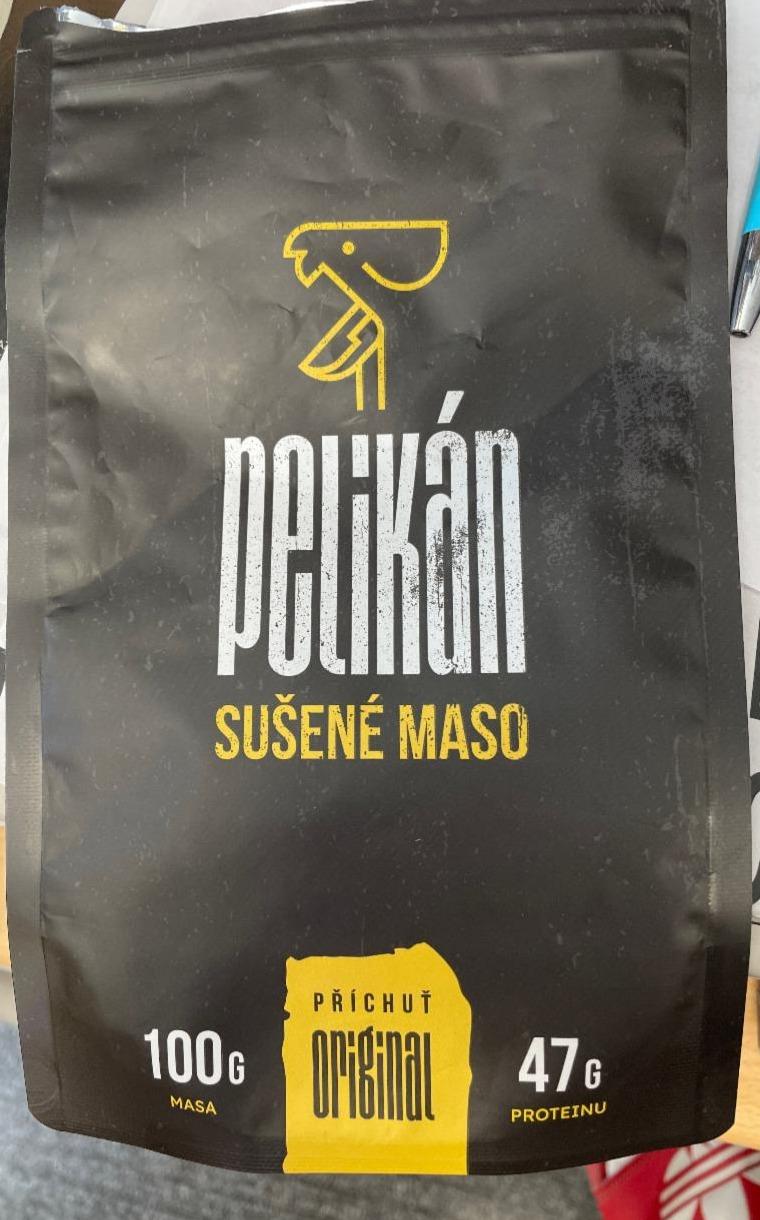 pelikán
SUŠENÉ MASO
PŘÍCHUŤ
original
100G
MASA
47G
PROTEINU